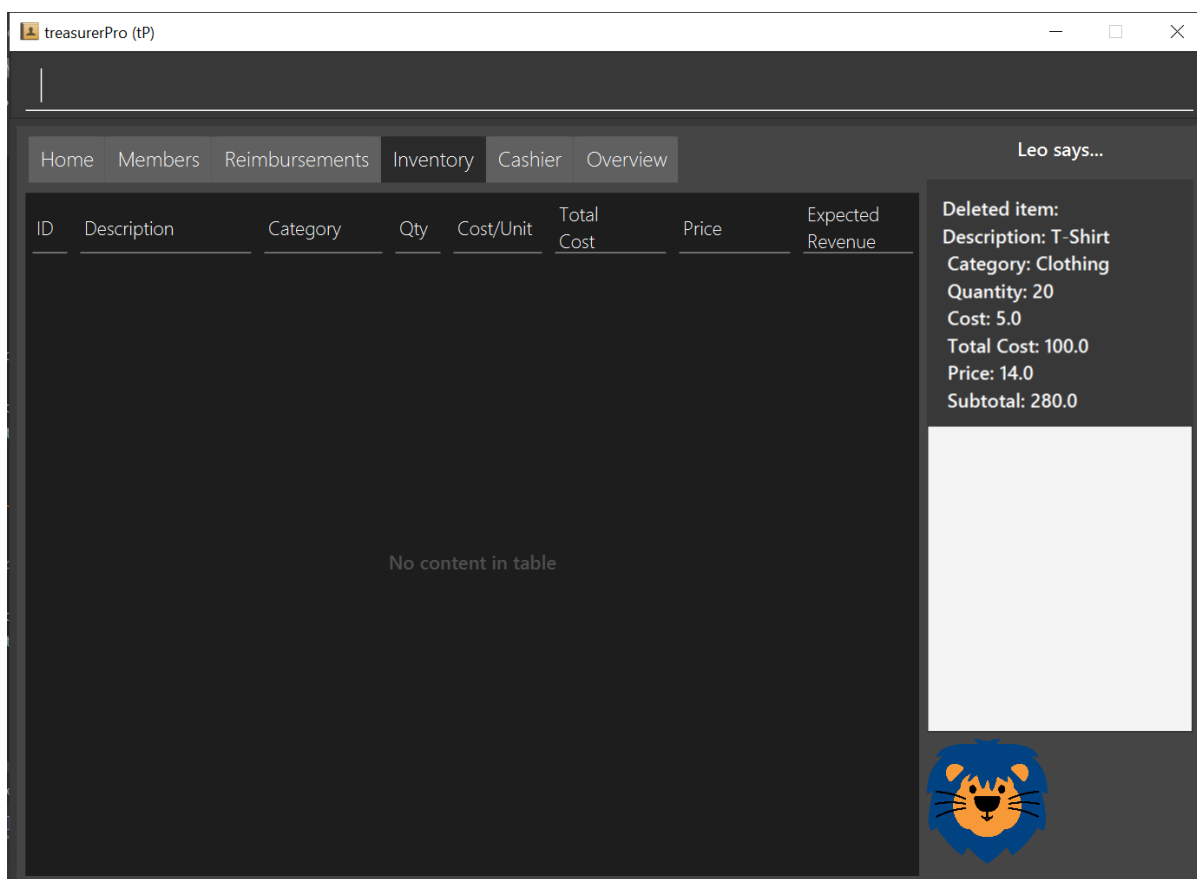 treasurerPro (tP)
Home Members Reimbursements Inventory Cashier Overview
ID Description Category Qty Cost/Unit Total Cost Price Expected Revenue
No content in table
Leo says...
Deleted item:
Description: T-Shirt
Category: Clothing
Quantity: 20
Cost: 5.0
Total Cost: 100.0
Price: 14.0
Subtotal: 280.0